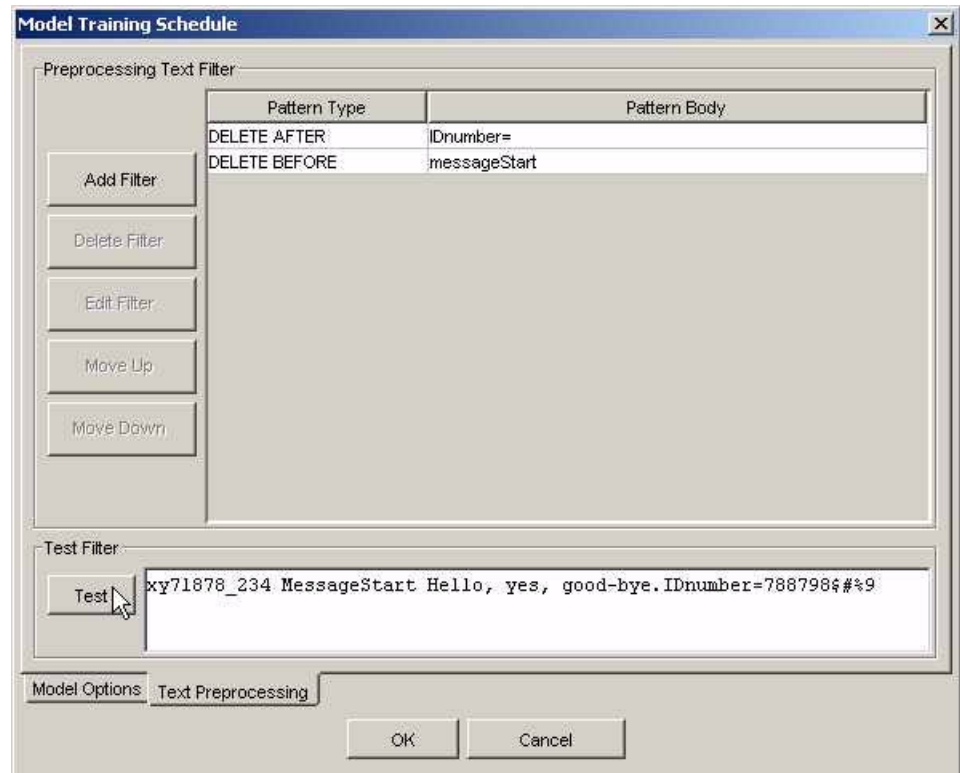 Model Training Schedule
Preprocessing Text Filter
Pattern Type Pattern Body
DELETE AFTER IDnumber=
DELETE BEFORE messageStart
Add Filter
Delete Filter
Edit Filter
Move Up
Move Down
Test Filter
Test xy71878_234 MessageStart Hello, yes, good-bye.IDnumber=788798$#%9
Model Options Text Preprocessing
OK Cancel